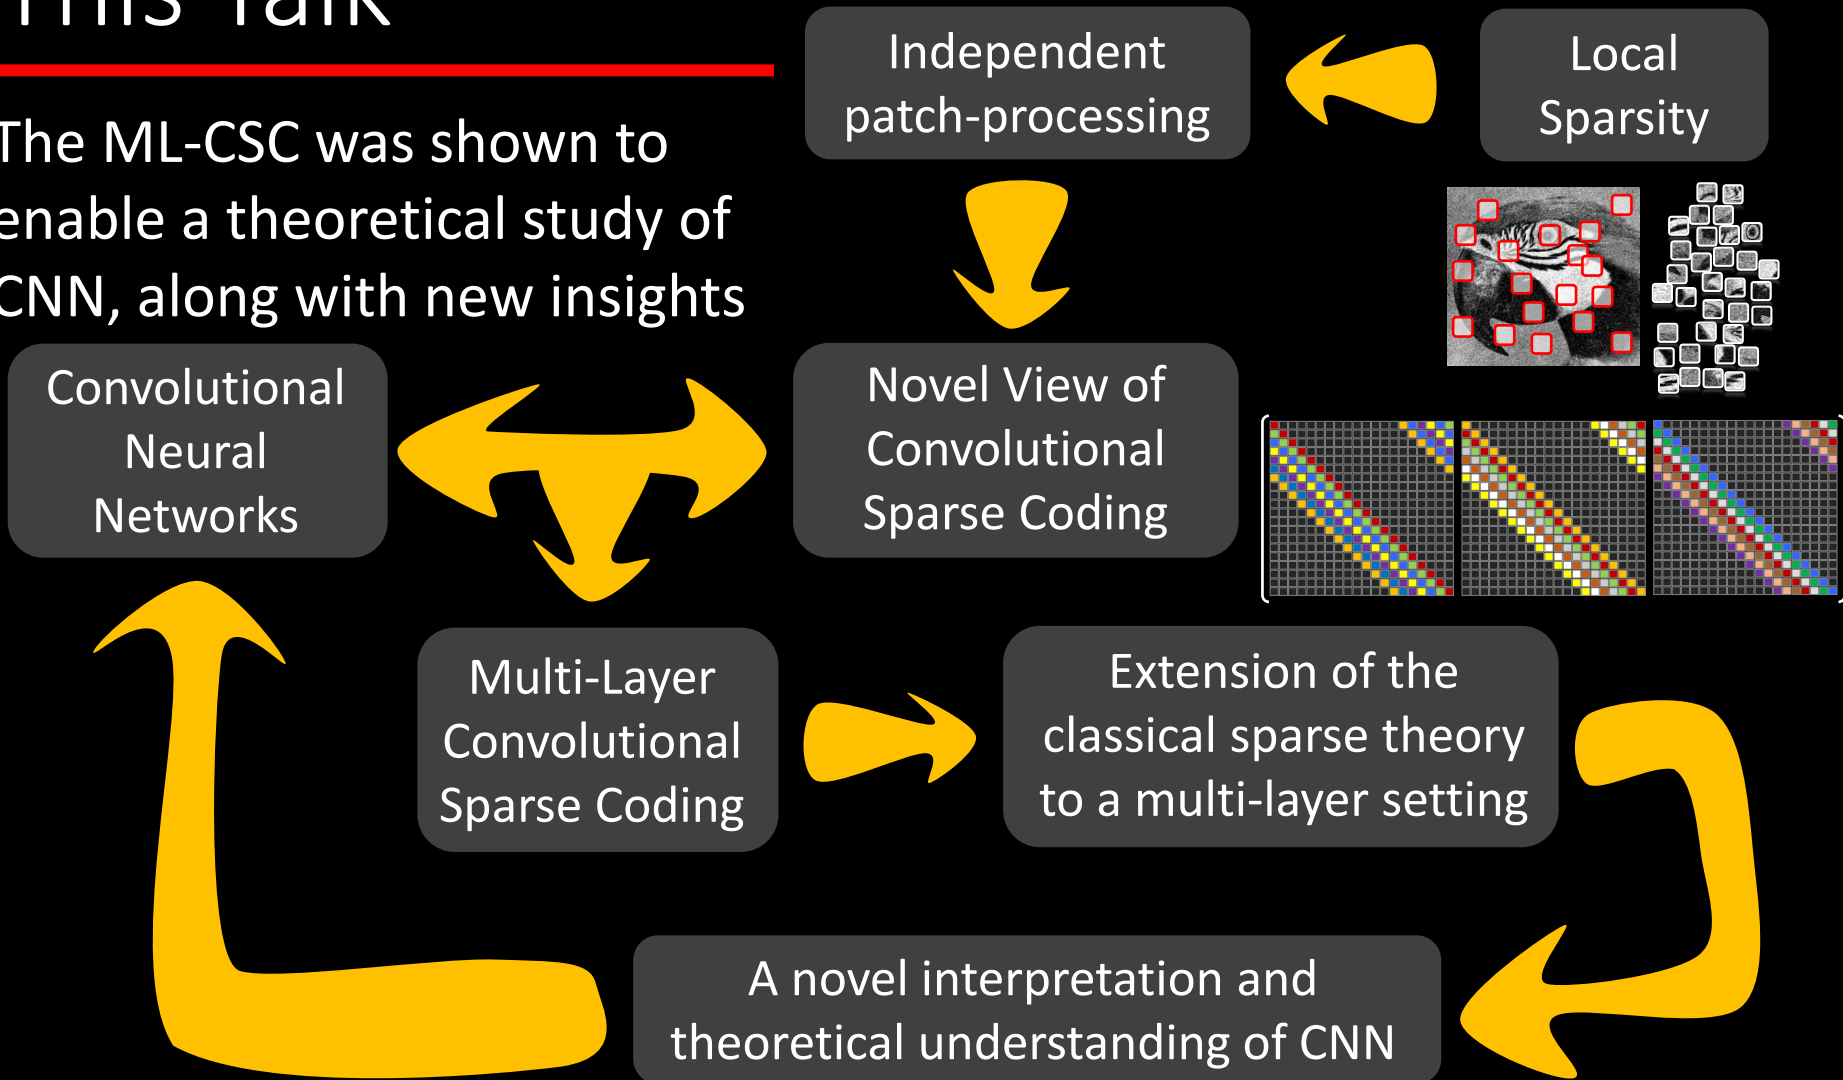 This Talk
The ML-CSC was shown to
enable a theoretical study of
CNN, along with new insights
Independent
patch-processing
Local
Sparsity
Convolutional
Neural
Networks
Novel View of
Convolutional
Sparse Coding
Multi-Layer
Convolutional
Sparse Coding
Extension of the
classical sparse theory
to a multi-layer setting
A novel interpretation and
theoretical understanding of CNN